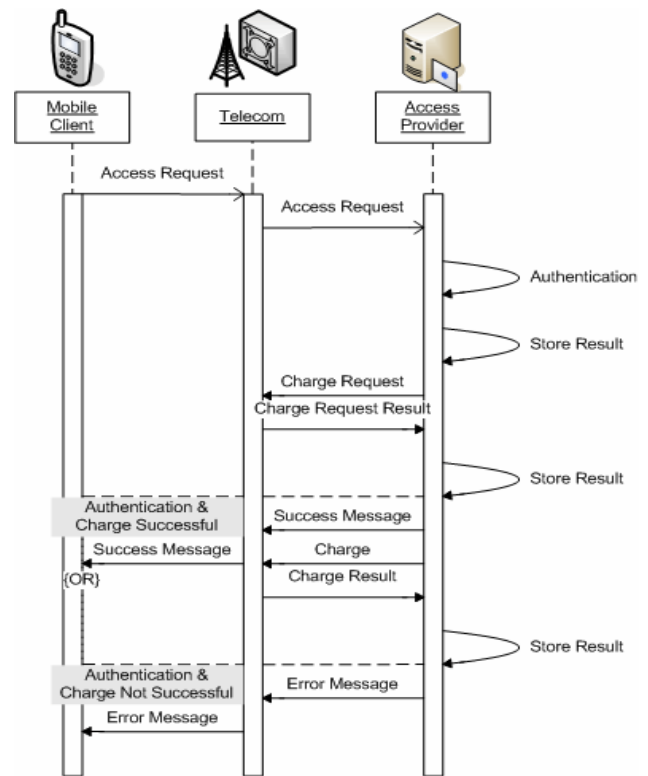 Mobile
Client
Telecom
Access
Provider
Access Request
Access Request
Authentication
Store Result
Charge Request
Charge Request Result
Store Result
Authentication &
Charge Successful
Success Message
Success Message
Charge
{OR}
Charge Result
Store Result
Authentication &
Charge Not Successful
Error Message
Error Message